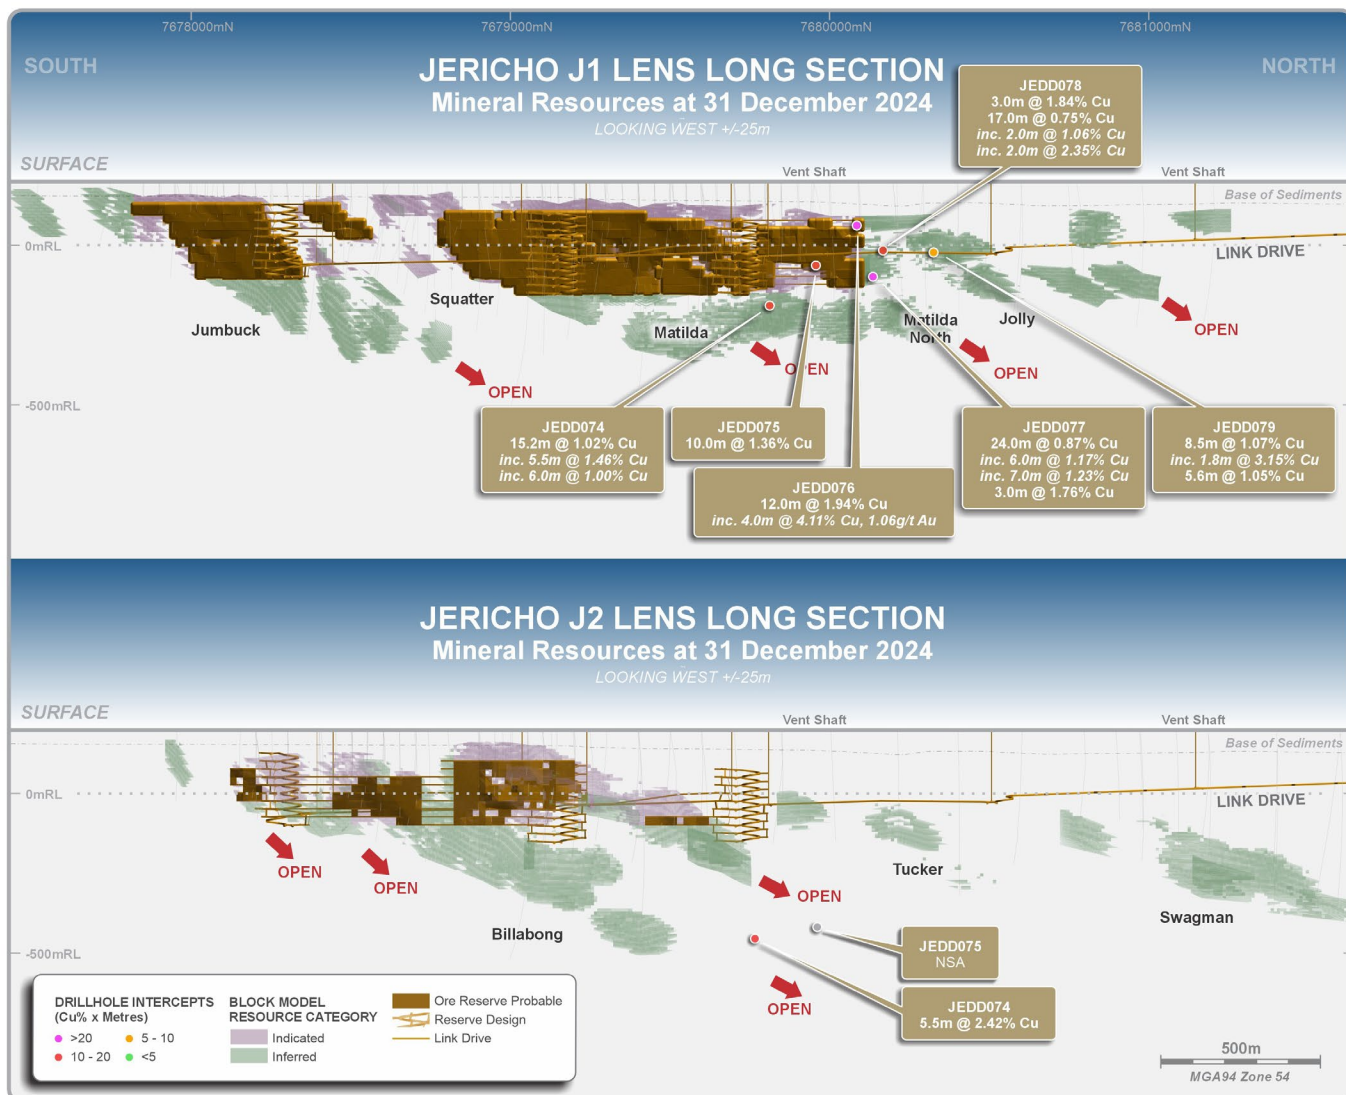 7678000mN
7679000mN
7680000mN
7681000mN
SOUTH
NORTH
JERICHO J1 LENS LONG SECTION
Mineral Resources at 31 December 2024
LOOKING WEST +/-25m
JEDD078
3.0m @ 1.84% Cu
17.0m @ 0.75% Cu
inc. 2.0m @ 1.06% Cu
inc. 2.0m @ 2.35% Cu
SURFACE
Vent Shaft
Vent Shaft
Base of Sediments
0mRL
LINK DRIVE
Squatter
Jumbuck
Matilda
Matilda
North
Jolly
OPEN
OPEN
OPEN
OPEN
-500mRL
JEDD074
15.2m @ 1.02% Cu
inc. 5.5m @ 1.46% Cu
inc. 6.0m @ 1.00% Cu
JEDD075
10.0m @ 1.36% Cu
JEDD076
12.0m @ 1.94% Cu
inc. 4.0m @ 4.11% Cu, 1.06g/t Au
JEDD077
24.0m @ 0.87% Cu
inc. 6.0m @ 1.17% Cu
inc. 7.0m @ 1.23% Cu
3.0m @ 1.76% Cu
JEDD079
8.5m @ 1.07% Cu
inc. 1.8m @ 3.15% Cu
5.6m @ 1.05% Cu
JERICHO J2 LENS LONG SECTION
Mineral Resources at 31 December 2024
LOOKING WEST +/-25m
SURFACE
Vent Shaft
Vent Shaft
Base of Sediments
0mRL
LINK DRIVE
OPEN
OPEN
OPEN
Tucker
Swagman
Billabong
-500mRL
JEDD075
NSA
OPEN
JEDD074
5.5m @ 2.42% Cu
DRILLHOLE INTERCEPTS
(Cu% x Metres)
>20
5 - 10
10 - 20
<5
BLOCK MODEL
RESOURCE CATEGORY
Indicated
Inferred
Ore Reserve Probable
Reserve Design
Link Drive
500m
MGA94 Zone 54